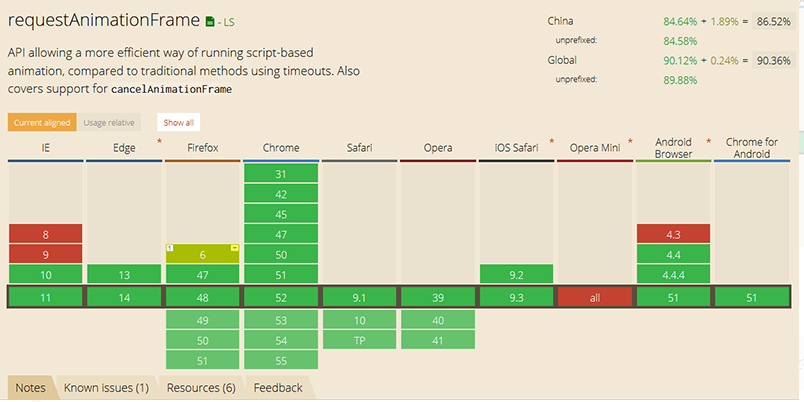 requestAnimationFrame - LS
API allowing a more efficient way of running script-based
animation, compared to traditional methods using timeouts. Also
covers support for cancelAnimationFrame
China 84.64% + 1.89% = 86.52%
unprefixed: 84.58%
Global 90.12% + 0.24% = 90.36%
unprefixed: 89.88%
Current aligned Usage relative Show all
IE Edge * Firefox Chrome Safari Opera iOS Safari * Opera Mini * Android Browser * Chrome for Android
31
42
45
8 47 4.3
9 6 50 4.4
10 13 47 51 9.2 4.4.4
11 14 48 52 9.1 39 9.3 all 51 51
49 53 10 40
50 54 TP 41
51 55
Notes Known issues (1) Resources (6) Feedback